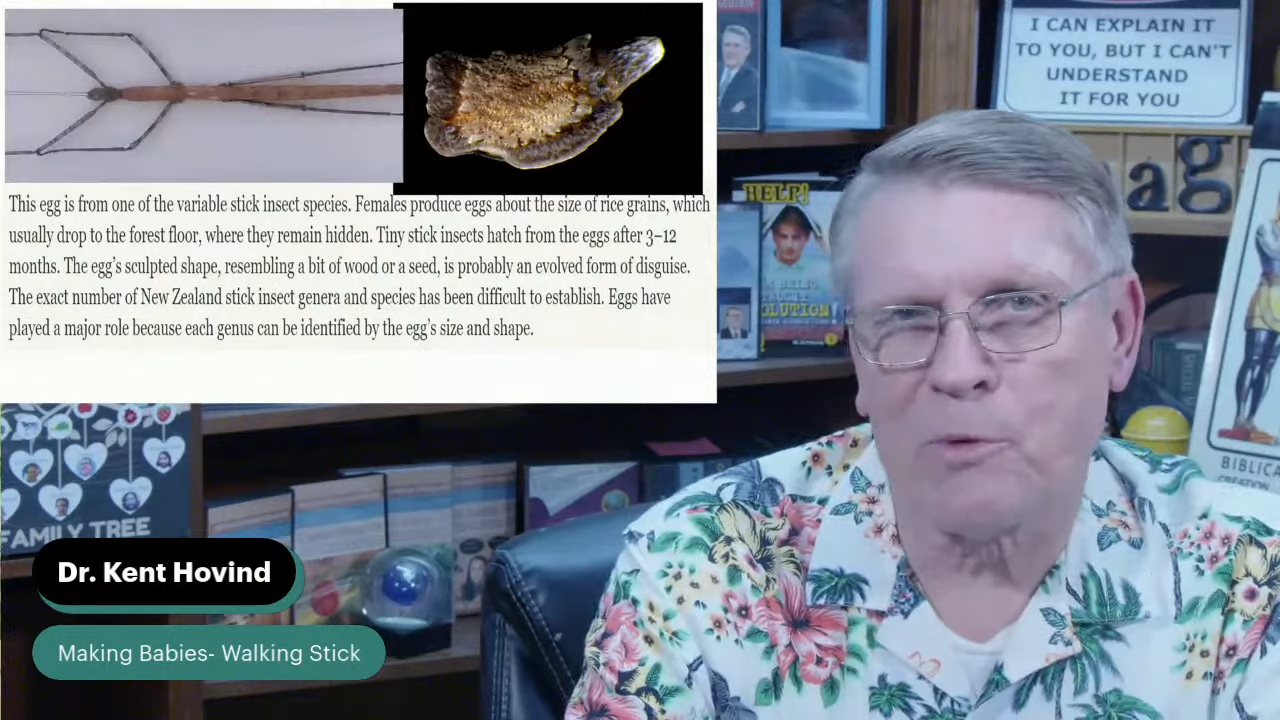 This egg is from one of the variable stick insect species. Females produce eggs about the size of rice grains, which
usually drop to the forest floor, where they remain hidden. Tiny stick insects hatch from the eggs after 3–12
months. The egg's sculpted shape, resembling a bit of wood or a seed, is probably an evolved form of disguise.
The exact number of New Zealand stick insect genera and species has been difficult to establish. Eggs have
played a major role because each genus can be identified by the egg's size and shape.
I CAN EXPLAIN IT
TO YOU, BUT I CAN'T
UNDERSTAND
IT FOR YOU
ag
HELP!
BEING
TAUGHT
FAMILY TREE
BIBLICA
CREATION
Dr. Kent Hovind
Making Babies- Walking Stick